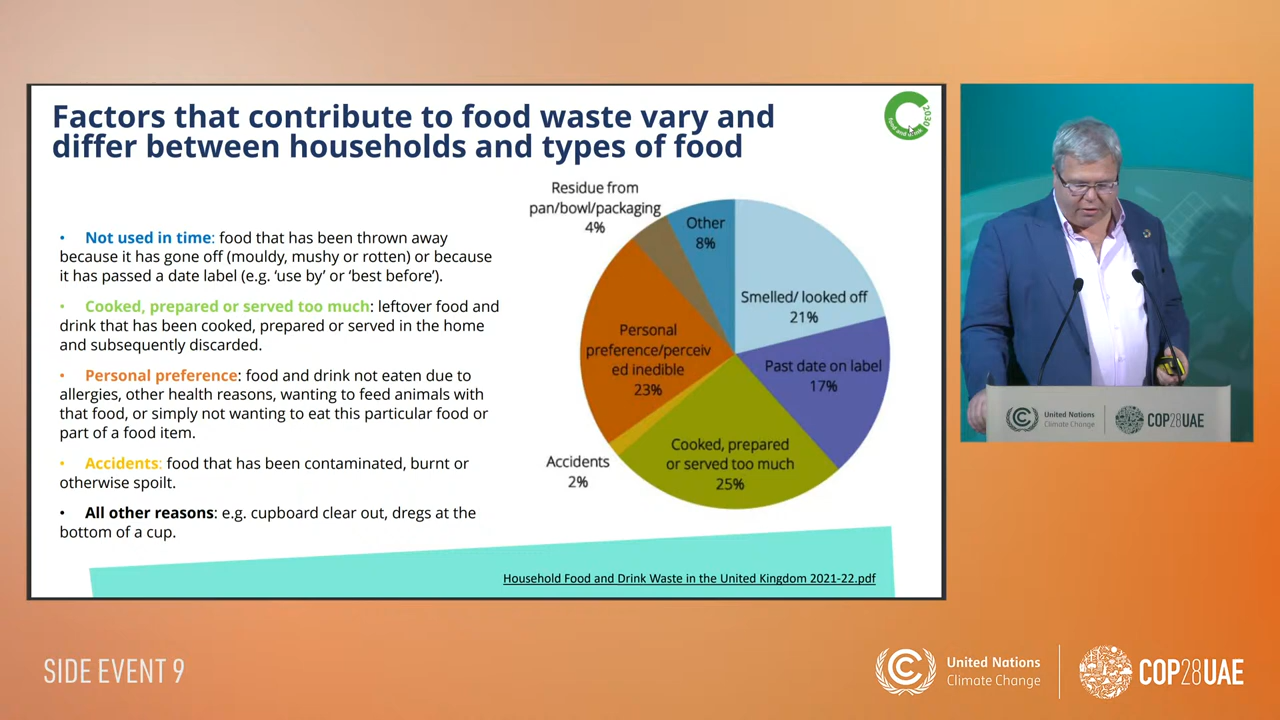 Factors that contribute to food waste vary and
differ between households and types of food
2030
• Not used in time: food that has been thrown away
because it has gone off (mouldy, mushy or rotten) or because
it has passed a date label (e.g. ‘use by’ or ‘best before’).
• Cooked, prepared or served too much: leftover food and
drink that has been cooked, prepared or served in the home
and subsequently discarded.
• Personal preference: food and drink not eaten due to
allergies, other health reasons, wanting to feed animals with
that food, or simply not wanting to eat this particular food or
part of a food item.
• Accidents: food that has been contaminated, burnt or
otherwise spoilt.
• All other reasons: e.g. cupboard clear out, dregs at the
bottom of a cup.
Residue from
pan/bowl/packaging
4%
Other
8%
Smelled/ looked off
21%
Past date on label
17%
Cooked, prepared
or served too much
25%
Accidents
2%
Personal
preference/perceiv
ed inedible
23%
Household Food and Drink Waste in the United Kingdom 2021-22.pdf
United Nations
Climate Change
COP28UAE
SIDE EVENT 9
United Nations
Climate Change
COP28UAE